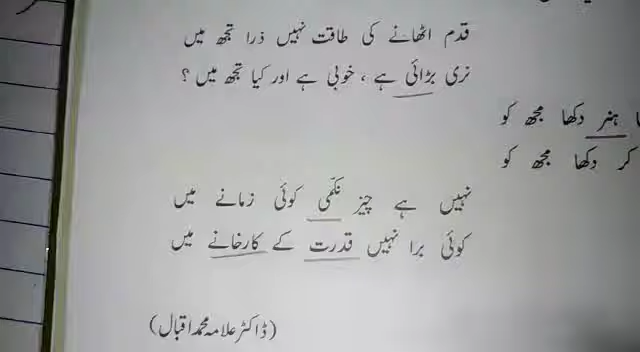 قدم اٹھانے کی طاقت نہیں ذرا تجھ میں
نری بڑائی ہے ، خوبی ہے اور کیا تجھ میں ؟
ہنر دکھا مجھ کو
کر دکھا مجھ کو
نہیں ہے چیز نکمّی کوئی زمانے میں
کوئی برا نہیں قدرت کے کارخانے میں
(ڈاکٹر علامہ محمد اقبال)